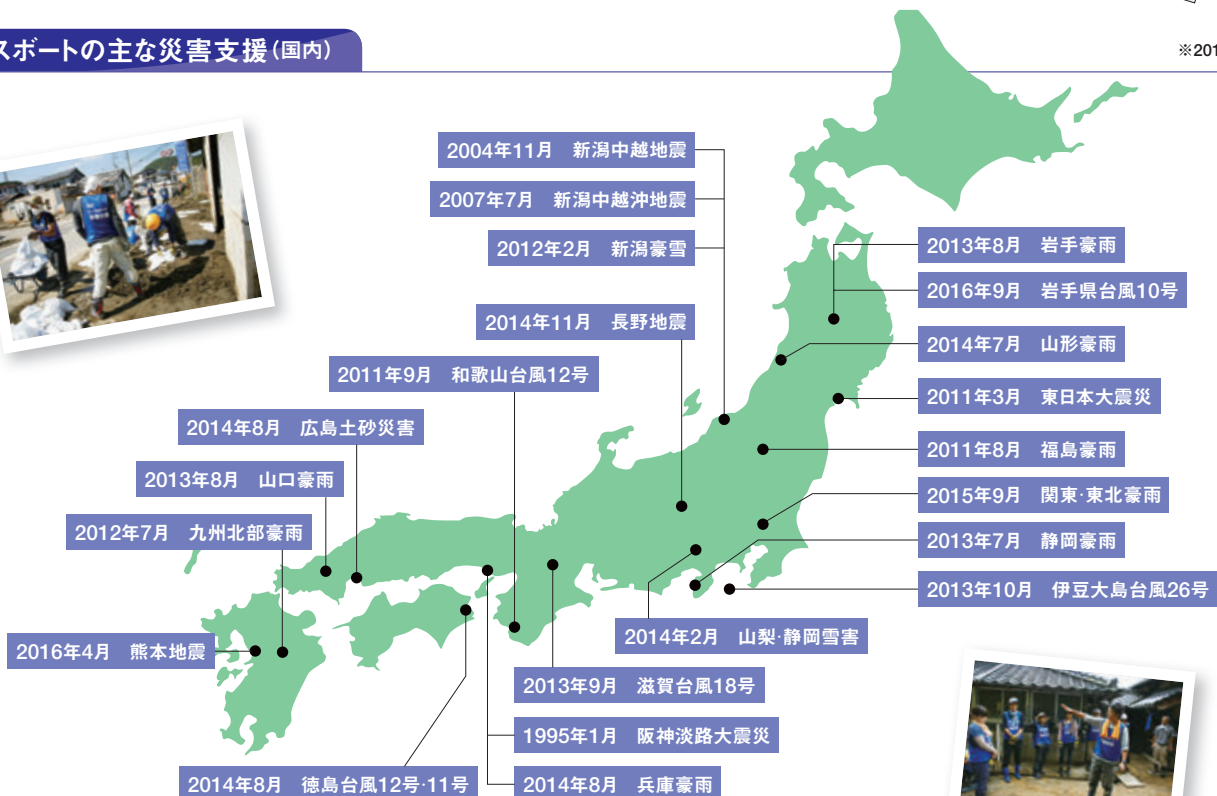 スボートの主な災害支援(国内)
※201
2004年11月 新潟中越地震
2007年7月 新潟中越沖地震
2012年2月 新潟豪雪
2014年11月 長野地震
2011年9月 和歌山台風12号
2014年8月 広島土砂災害
2013年8月 山口豪雨
2012年7月 九州北部豪雨
2016年4月 熊本地震
2013年8月 岩手豪雨
2016年9月 岩手県台風10号
2014年7月 山形豪雨
2011年3月 東日本大震災
2011年8月 福島豪雨
2015年9月 関東·東北豪雨
2013年7月 静岡豪雨
2013年10月 伊豆大島台風26号
2014年2月 山梨·静岡雪害
2013年9月 滋賀台風18号
1995年1月 阪神淡路大震災
2014年8月 徳島台風12号·11号
2014年8月 兵庫豪雨